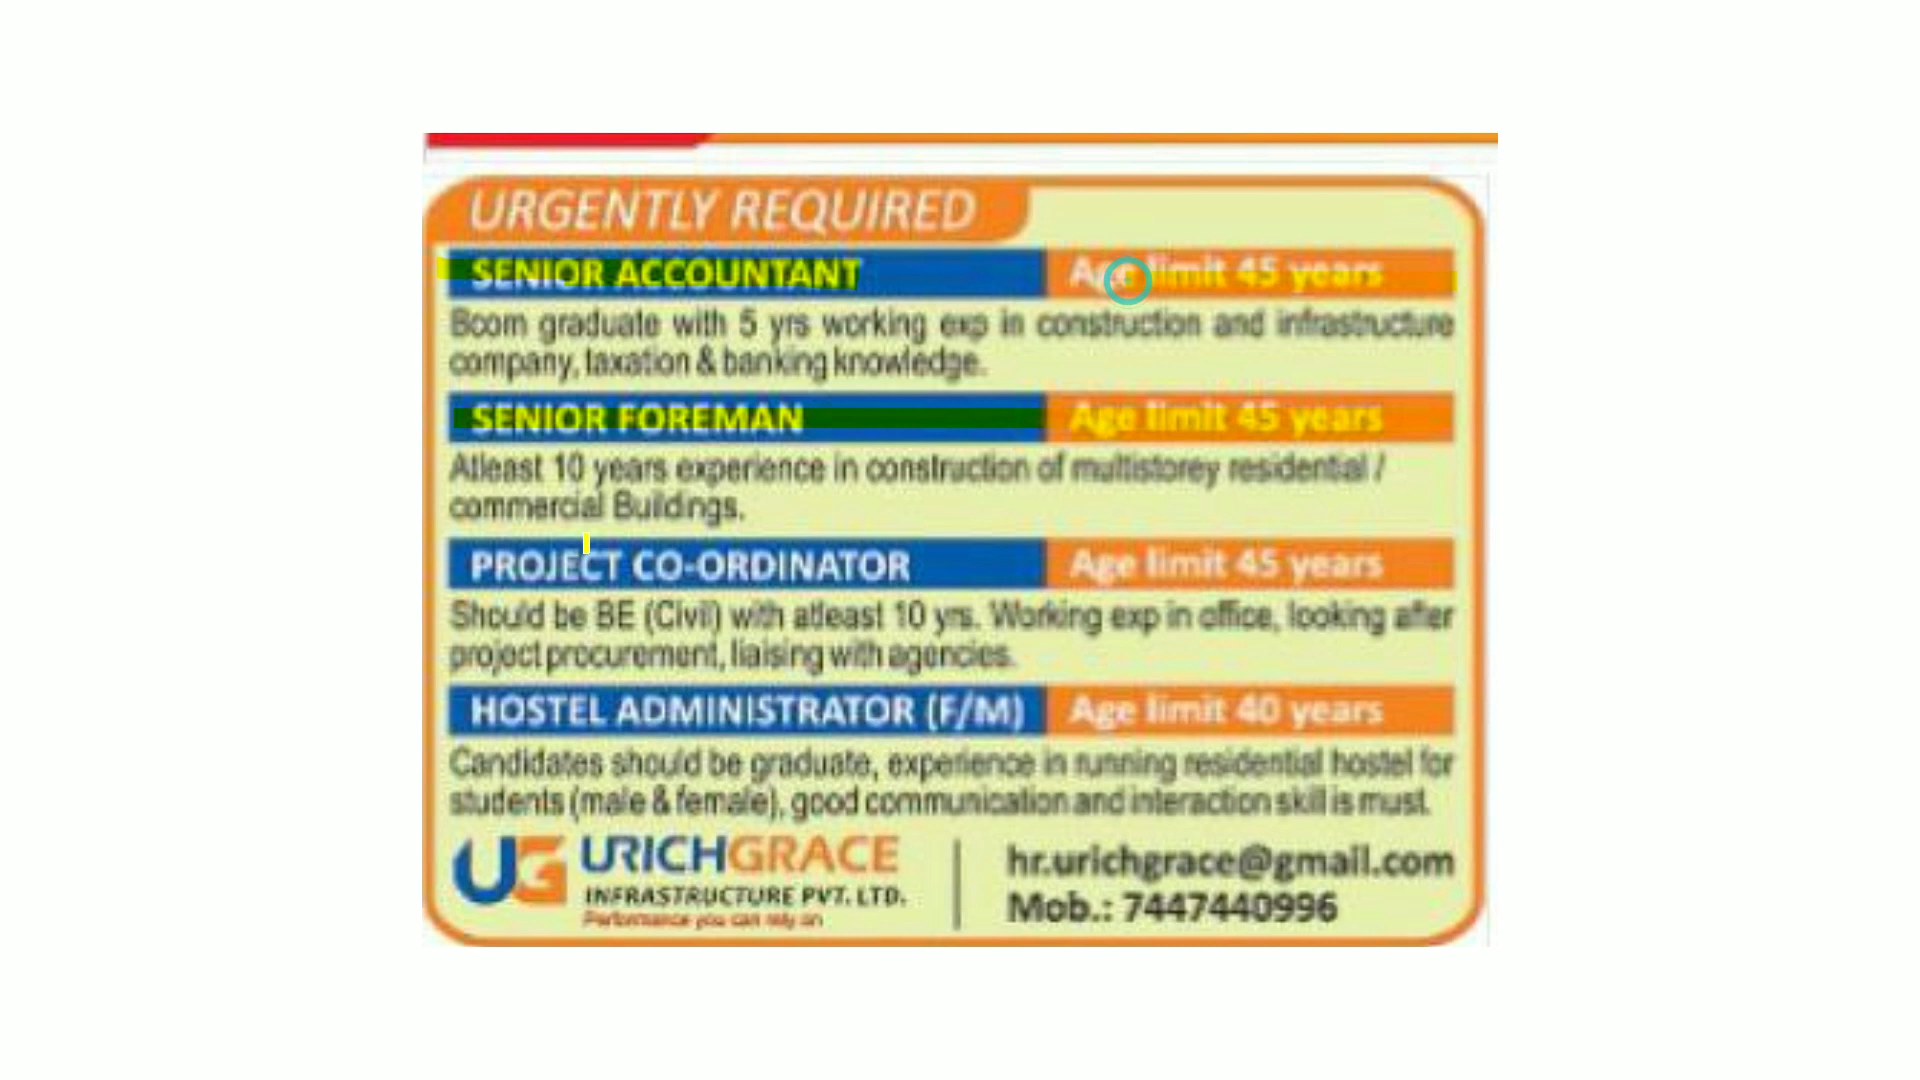 URGENTLY REQUIRED
SENIOR ACCOUNTANT Age limit 45 years
Bcom graduate with 5 yrs working exp in construction and infrastructure
company, taxation & banking knowledge.
SENIOR FOREMAN Age limit 45 years
Atleast 10 years experience in construction of multistorey residential /
commercial Buildings.
PROJECT CO-ORDINATOR Age limit 45 years
Should be BE (Civil) with atleast 10 yrs. Working exp in office, looking after
project procurement, liaising with agencies.
HOSTEL ADMINISTRATOR (F/M) Age limit 40 years
Candidates should be graduate, experience in running residential hostel for
students (male & female), good communication and interaction skill is must.
UG URICHGRACE
INFRASTRUCTURE PVT. LTD.
Performance you can rely on
hr.urichgrace@gmail.com
Mob.: 7447440996